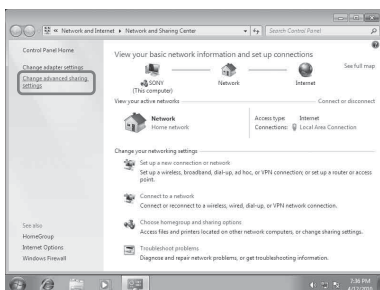 « Network and Internet ▸ Network and Sharing Center
Search Control Panel
Control Panel Home
Change adapter settings
Change advanced sharing
settings
View your basic network information and set up connections
See full map
SONY
(This computer)
Network
Internet
View your active networks
Connect or disconnect
Network
Home network
Access type: Internet
Connections: Local Area Connection
Change your networking settings
Set up a new connection or network
Set up a wireless, broadband, dial-up, ad hoc, or VPN connection; or set up a router or access
point.
Connect to a network
Connect or reconnect to a wireless, wired, dial-up, or VPN network connection.
Choose homegroup and sharing options
Access files and printers located on other network computers, or change sharing settings.
Troubleshoot problems
Diagnose and repair network problems, or get troubleshooting information.
See also
HomeGroup
Internet Options
Windows Firewall
7:36 PM